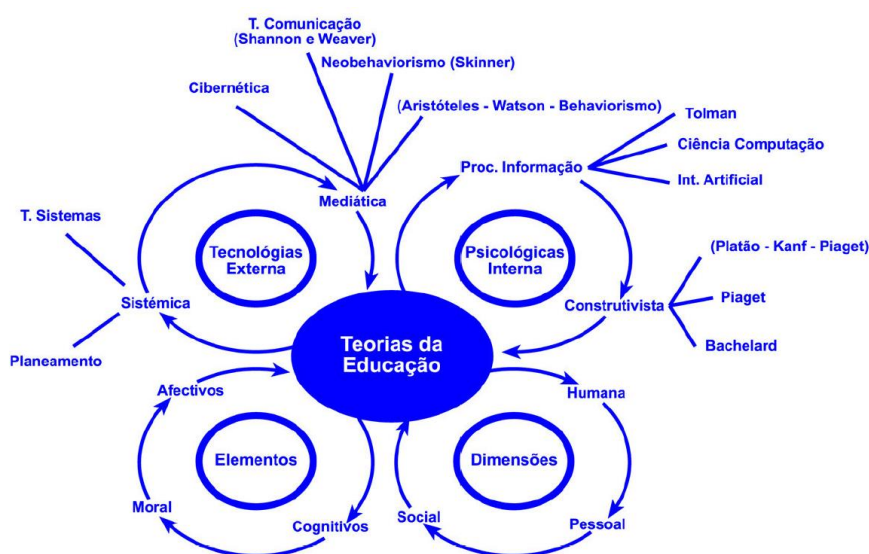 T. Comunicação
(Shannon e Weaver)
Neobehaviorismo (Skinner)
Cibernética
(Aristóteles - Watson - Behaviorismo)
Tolman
Ciência Computação
Proc. Informação
Int. Artificial
Mediática
T. Sistemas
Tecnológias
Externa
Psicológicas
Interna
(Platão - Kanf - Piaget)
Sistémica
Construtivista
Piaget
Planeamento
Bachelard
Teorias da
Educação
Afectivos
Humana
Elementos
Dimensões
Moral
Cognitivos
Social
Pessoal